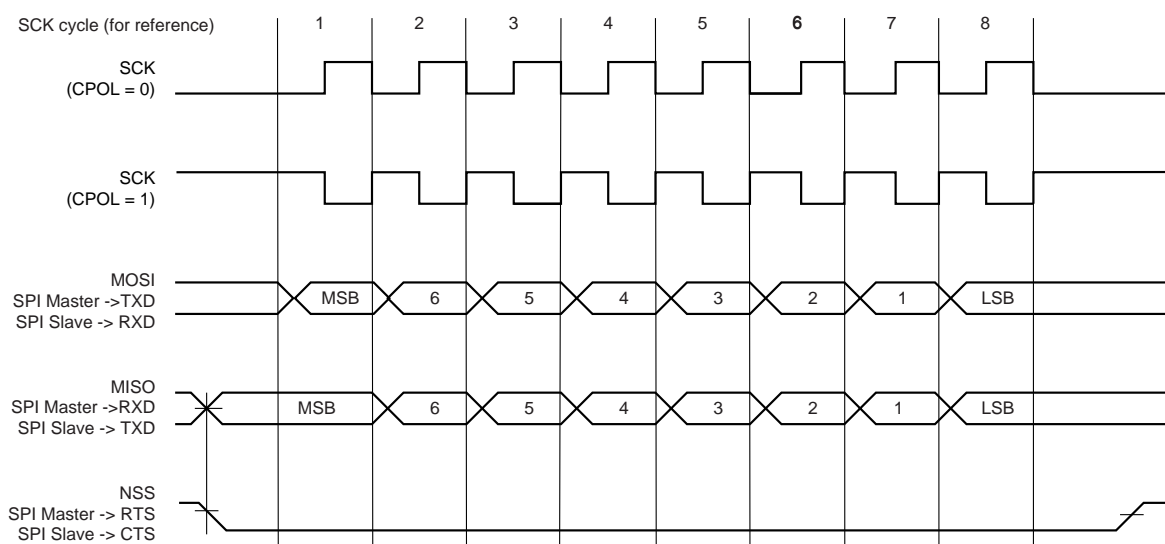 SCK cycle (for reference) 1 2 3 4 5 6 7 8
SCK
(CPOL = 0)
SCK
(CPOL = 1)
MOSI
SPI Master ->TXD
SPI Slave -> RXD
MSB 6 5 4 3 2 1 LSB
MISO
SPI Master ->RXD
SPI Slave -> TXD
MSB 6 5 4 3 2 1 LSB
NSS
SPI Master -> RTS
SPI Slave -> CTS